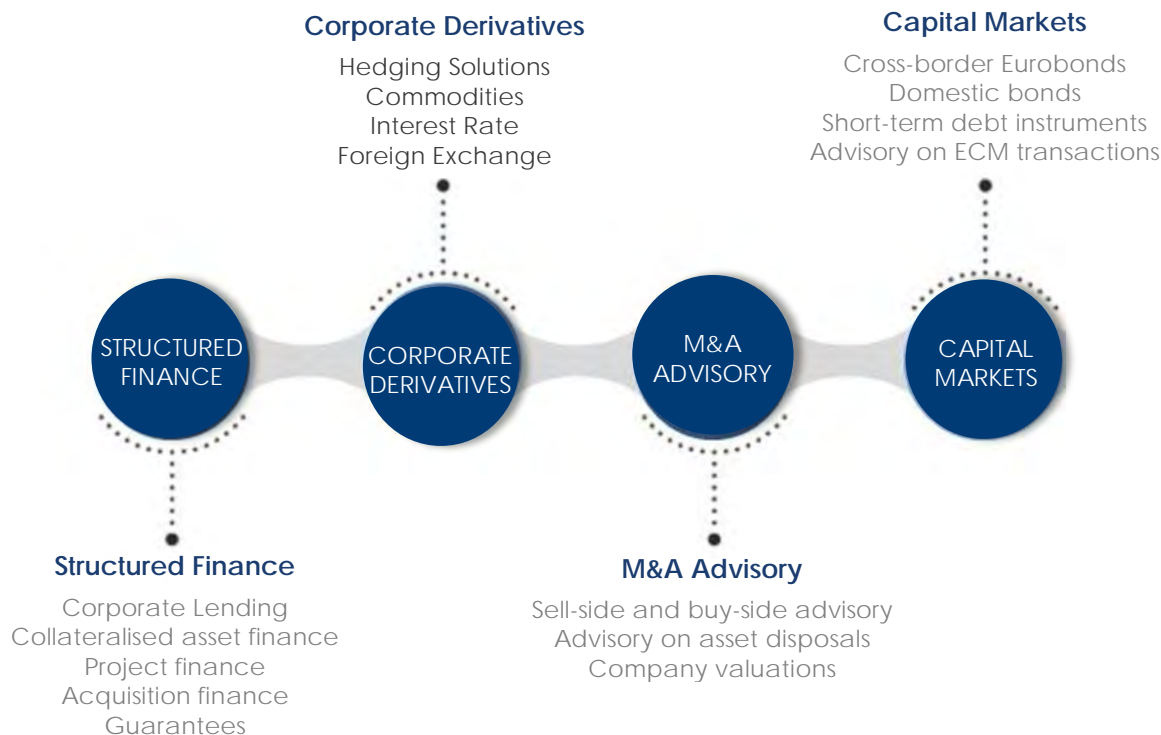 Corporate Derivatives
Hedging Solutions
Commodities
Interest Rate
Foreign Exchange
Capital Markets
Cross-border Eurobonds
Domestic bonds
Short-term debt instruments
Advisory on ECM transactions
STRUCTURED
FINANCE
CORPORATE
DERIVATIVES
M&A
ADVISORY
CAPITAL
MARKETS
Structured Finance
Corporate Lending
Collateralised asset finance
Project finance
Acquisition finance
Guarantees
M&A Advisory
Sell-side and buy-side advisory
Advisory on asset disposals
Company valuations